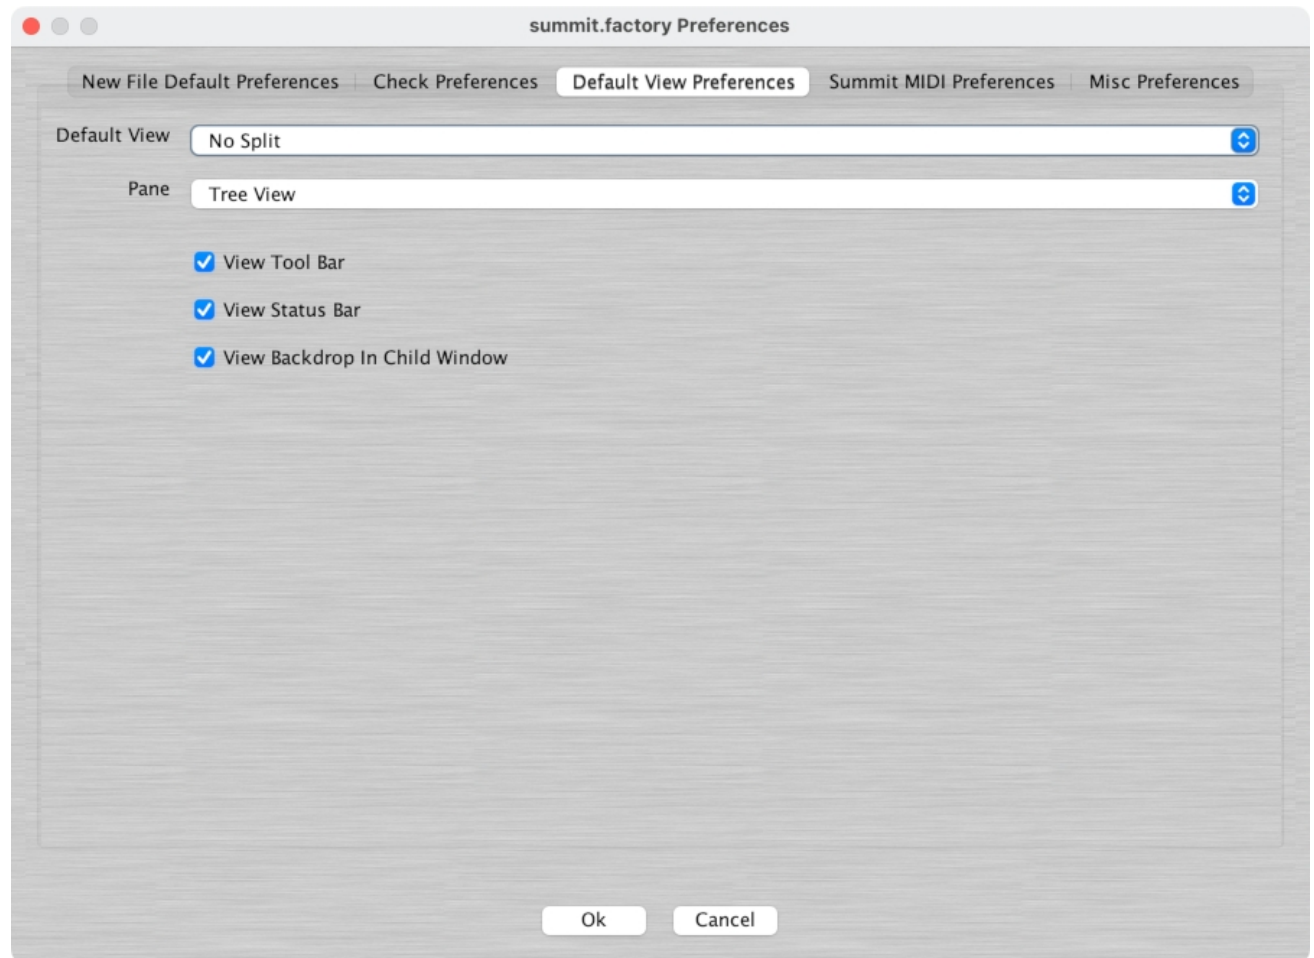 summit.factory Preferences
New File Default Preferences Check Preferences Default View Preferences Summit MIDI Preferences Misc Preferences
Default View No Split
Pane Tree View
View Tool Bar
View Status Bar
View Backdrop In Child Window
Ok Cancel